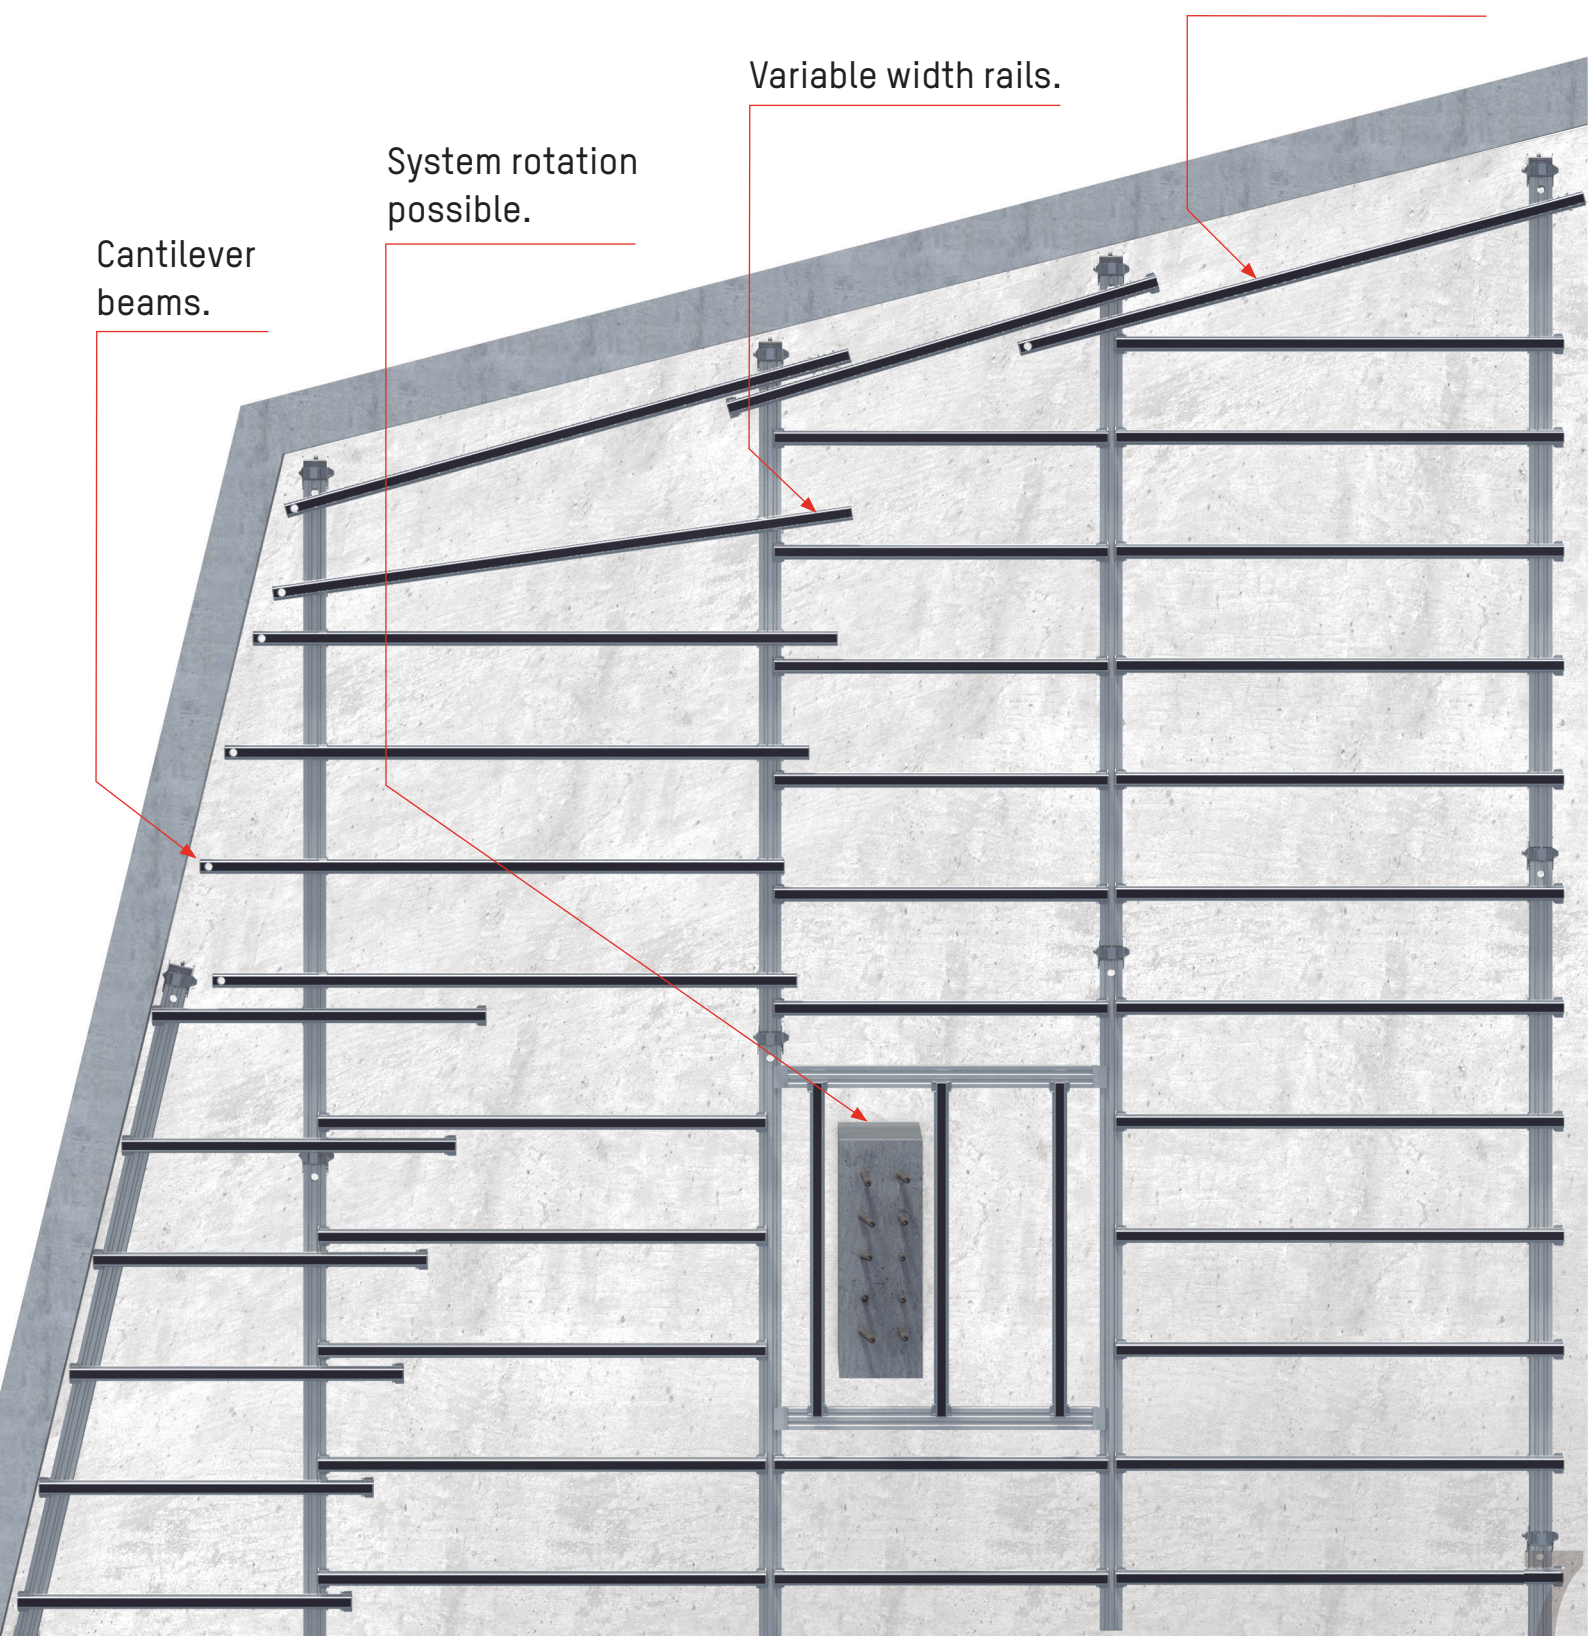 Variable width rails.
System rotation
possible.
Cantilever
beams.